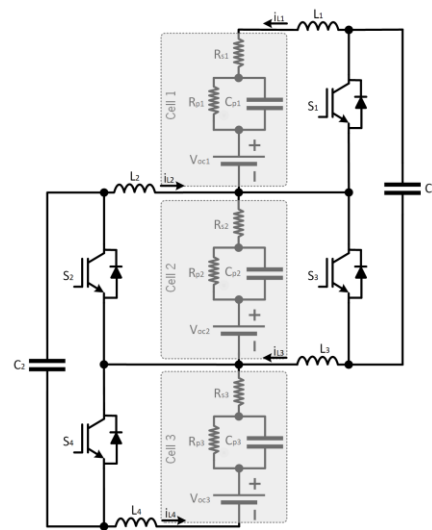 iL1
L1
Rs1
Cell 1
Rp1
Cp1
S1
+
Voc1
−
C
L2
iL2
Rs2
Cell 2
Rp2
Cp2
S2
S3
+
Voc2
−
C2
iL3
L3
Rs3
Cell 3
Rp3
Cp3
S4
+
Voc3
−
L4
iL4